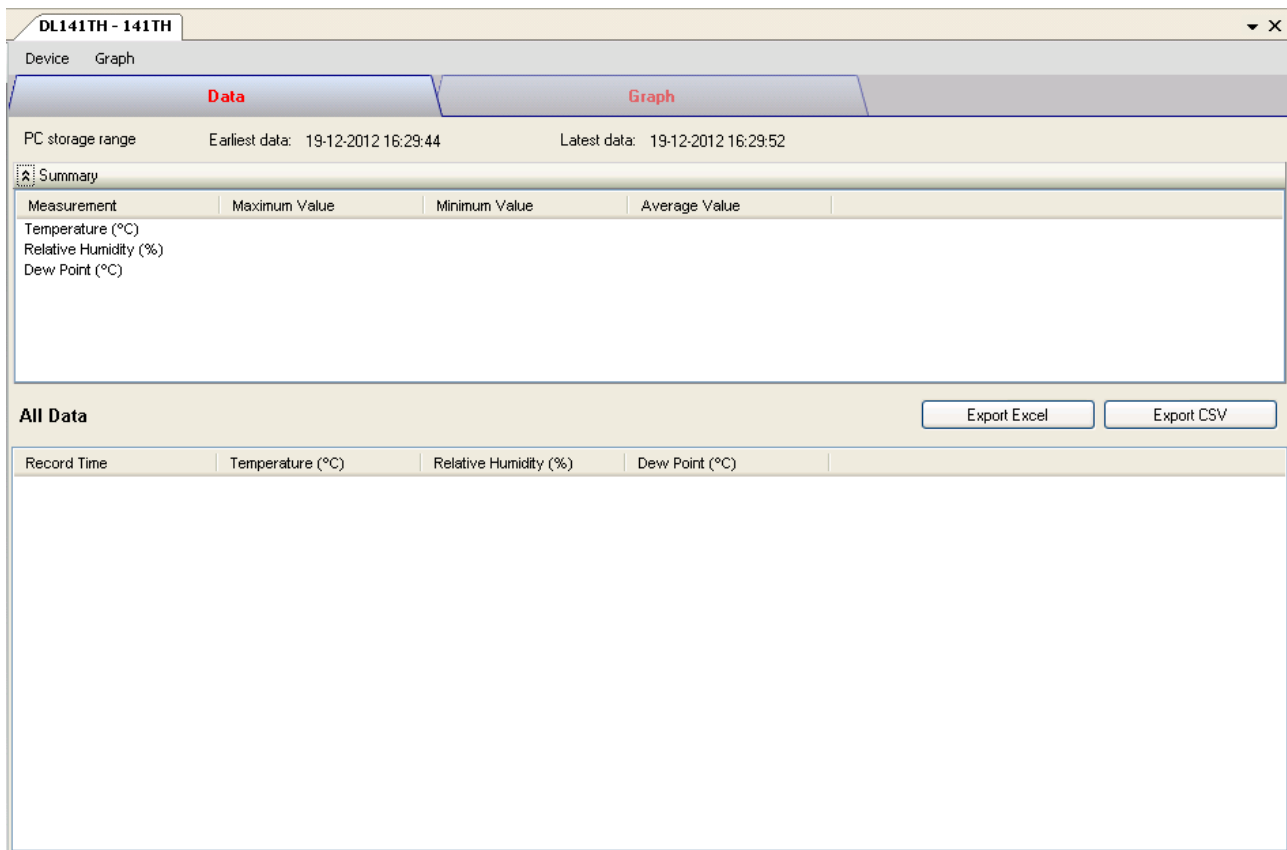 DL141TH - 141TH
Device Graph
Data Graph
PC storage range Earliest data: 19-12-2012 16:29:44 Latest data: 19-12-2012 16:29:52
Summary
Measurement Maximum Value Minimum Value Average Value
Temperature (°C)
Relative Humidity (%)
Dew Point (°C)
All Data Export Excel Export CSV
Record Time Temperature (°C) Relative Humidity (%) Dew Point (°C)